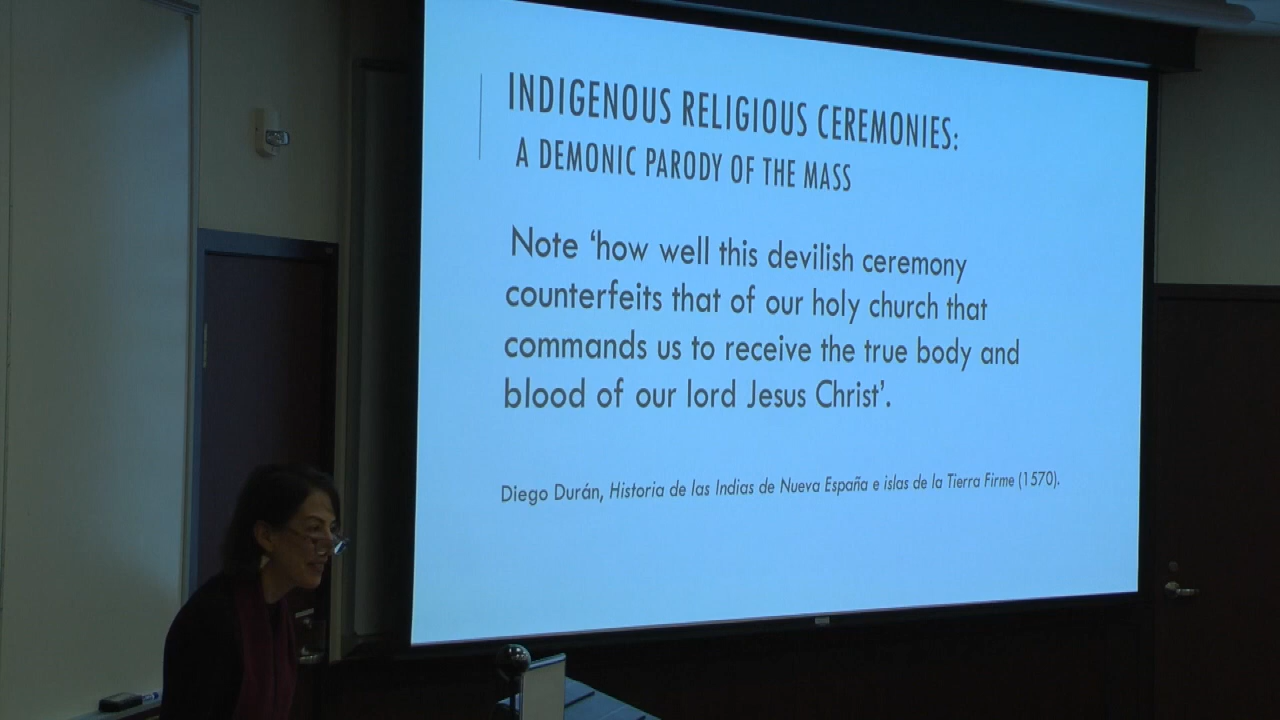 INDIGENOUS RELIGIOUS CEREMONIES:
A DEMONIC PARODY OF THE MASS
Note ‘how well this devilish ceremony
counterfeits that of our holy church that
commands us to receive the true body and
blood of our lord Jesus Christ’.
Diego Durán, Historia de las Indias de Nueva España e islas de la Tierra Firme (1570).